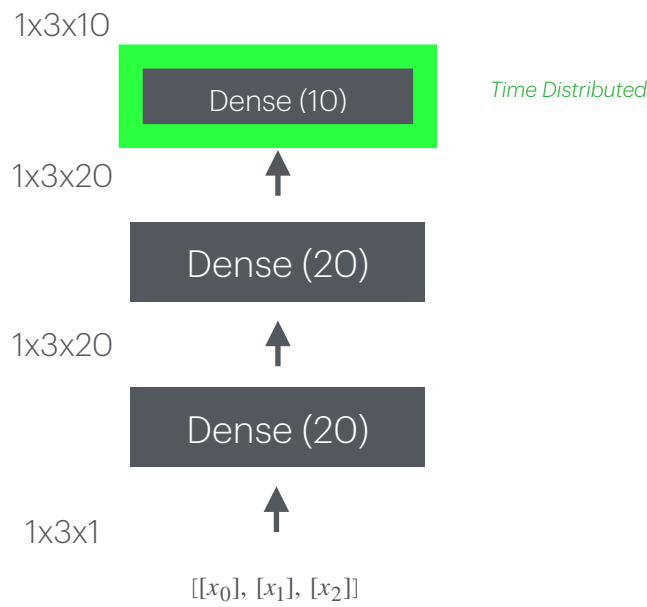 1x3x10
Dense (10)
Time Distributed
1x3x20
Dense (20)
1x3x20
Dense (20)
1x3x1
[[x₀], [x₁], [x₂]]